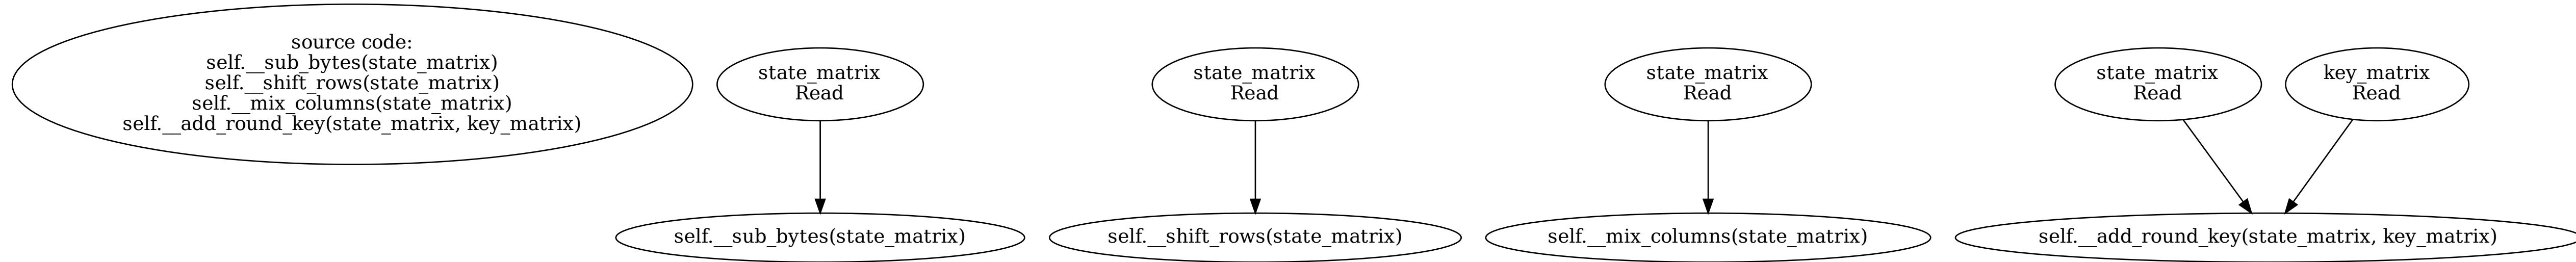 source code:
self.__sub_bytes(state_matrix)
self.__shift_rows(state_matrix)
self.__mix_columns(state_matrix)
self.__add_round_key(state_matrix, key_matrix)
state_matrix
Read
state_matrix
Read
state_matrix
Read
state_matrix
Read
key_matrix
Read
self.__sub_bytes(state_matrix)
self.__shift_rows(state_matrix)
self.__mix_columns(state_matrix)
self.__add_round_key(state_matrix, key_matrix)